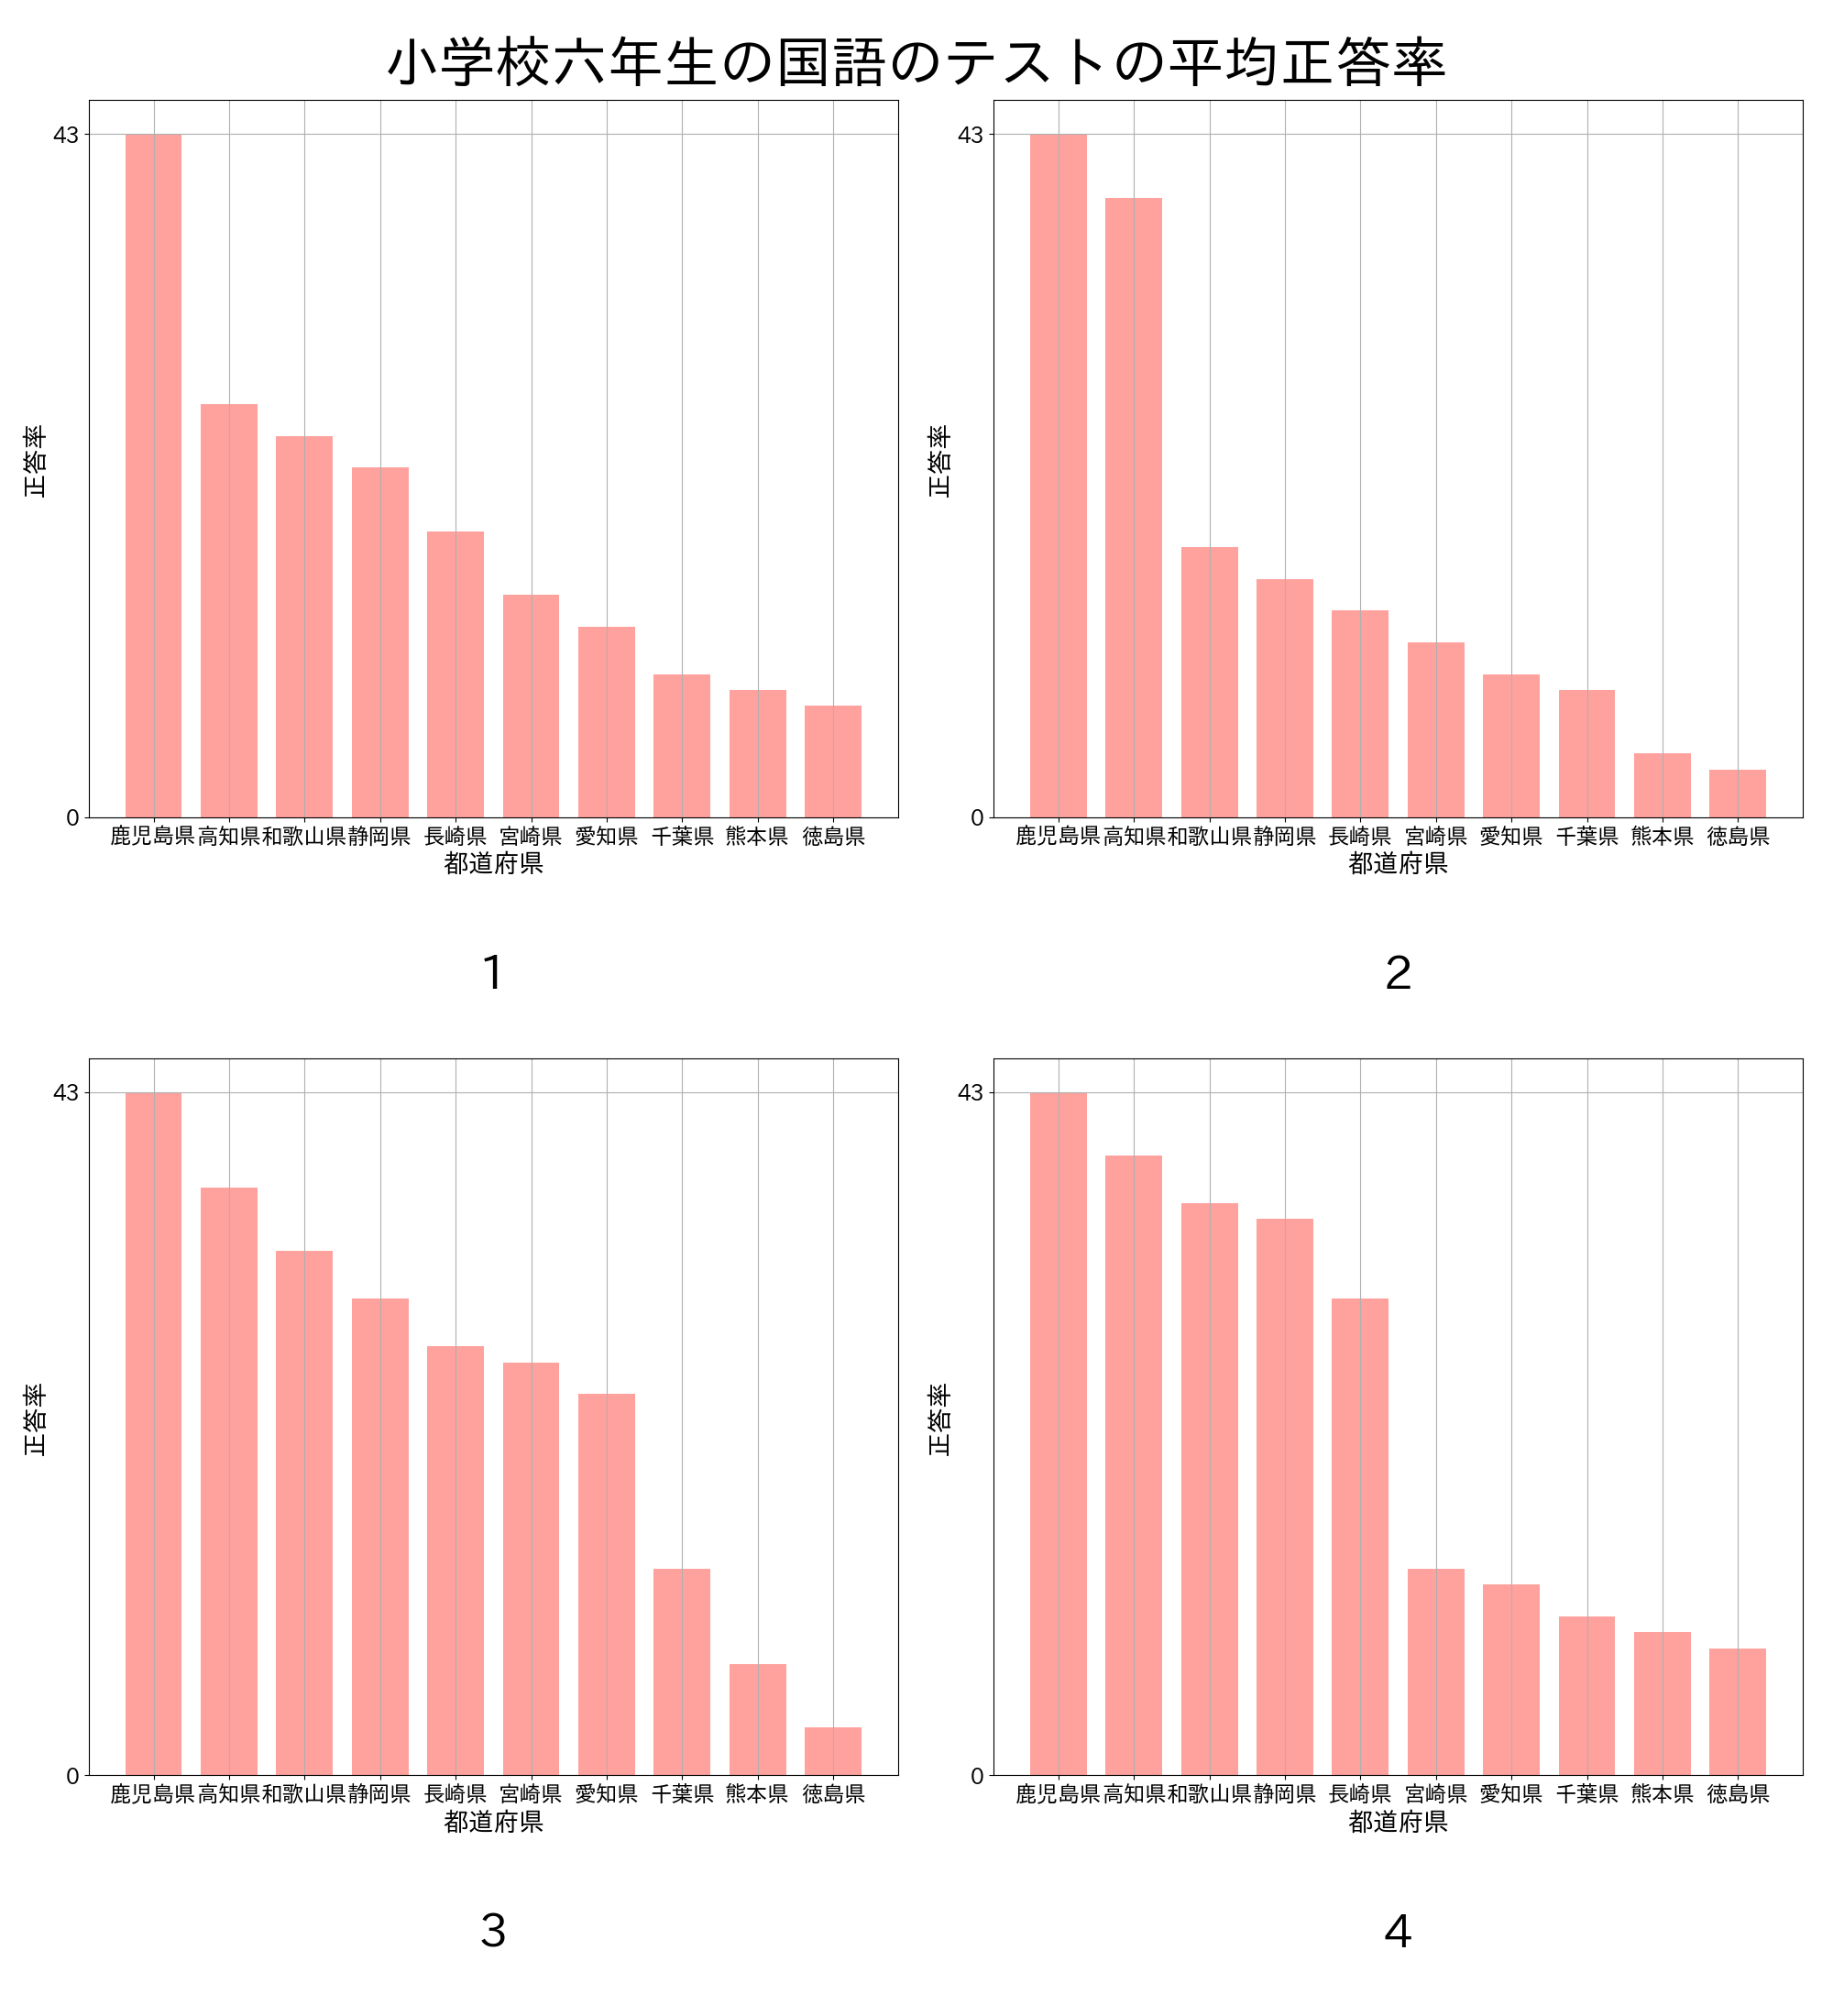 小学校六年生の国語のテストの平均正答率
43
0
正答率
鹿児島県 高知県 和歌山県 静岡県 長崎県 宮崎県 愛知県 千葉県 熊本県 徳島県
都道府県
1
43
0
正答率
鹿児島県 高知県 和歌山県 静岡県 長崎県 宮崎県 愛知県 千葉県 熊本県 徳島県
都道府県
2
43
0
正答率
鹿児島県 高知県 和歌山県 静岡県 長崎県 宮崎県 愛知県 千葉県 熊本県 徳島県
都道府県
3
43
0
正答率
鹿児島県 高知県 和歌山県 静岡県 長崎県 宮崎県 愛知県 千葉県 熊本県 徳島県
都道府県
4